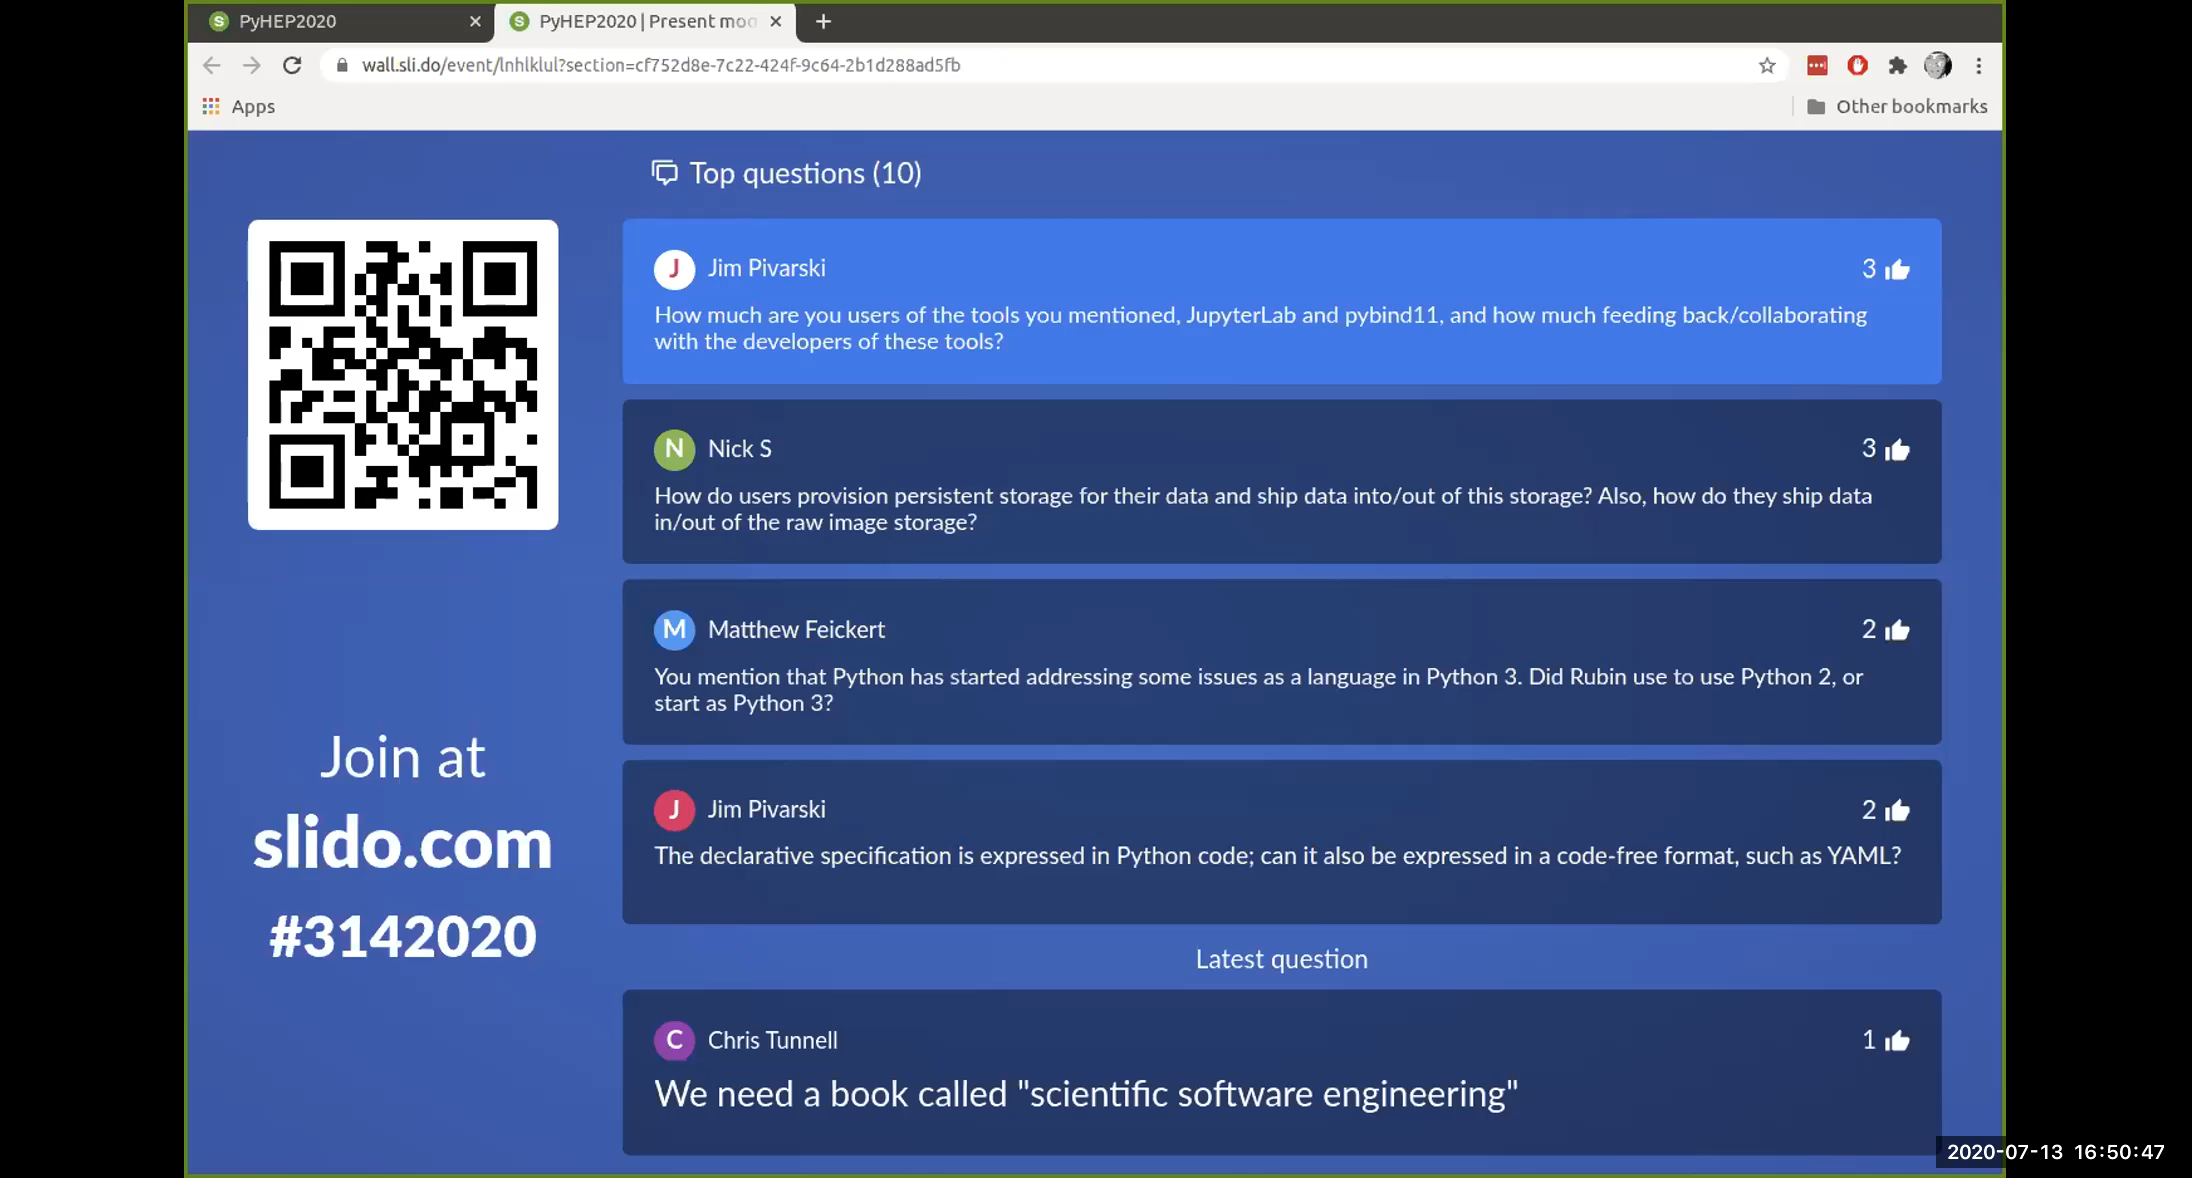 PyHEP2020
PyHEP2020 | Present mod
wall.sli.do/event/lnhlklul?section=cf752d8e-7c22-424f-9c64-2b1d288ad5fb
Apps
Other bookmarks
Top questions (10)
J Jim Pivarski 3
How much are you users of the tools you mentioned, JupyterLab and pybind11, and how much feeding back/collaborating
with the developers of these tools?
N Nick S 3
How do users provision persistent storage for their data and ship data into/out of this storage? Also, how do they ship data
in/out of the raw image storage?
M Matthew Feickert 2
You mention that Python has started addressing some issues as a language in Python 3. Did Rubin use to use Python 2, or
start as Python 3?
J Jim Pivarski 2
The declarative specification is expressed in Python code; can it also be expressed in a code-free format, such as YAML?
Latest question
C Chris Tunnell 1
We need a book called "scientific software engineering"
Join at
slido.com
#3142020
2020-07-13 16:50:47